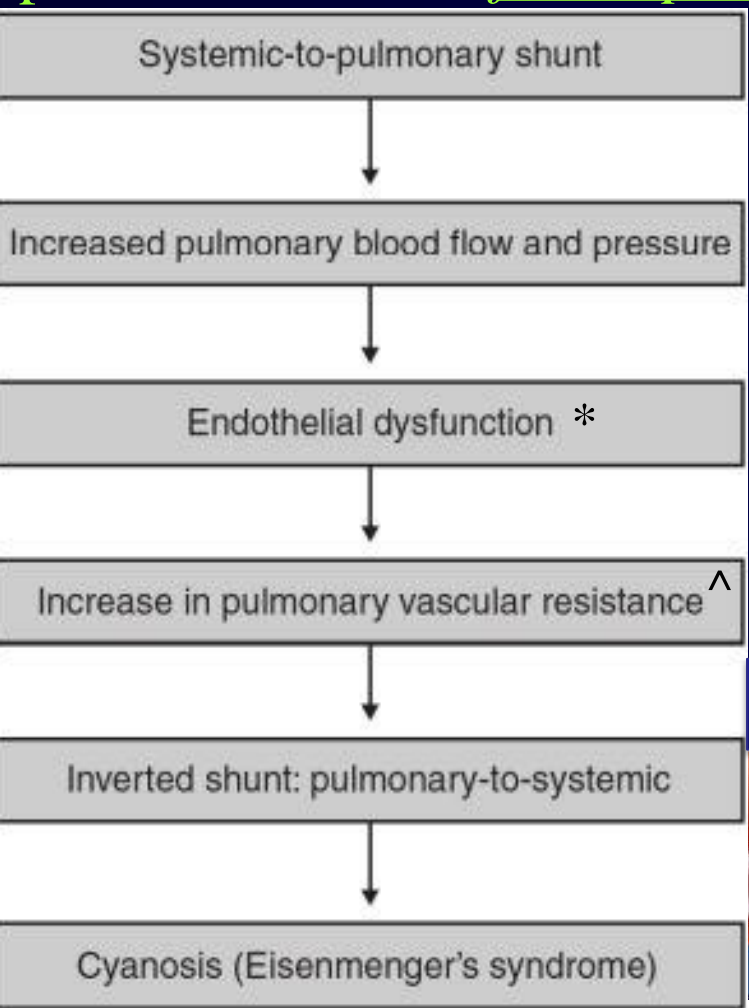 Systemic-to-pulmonary shunt
Increased pulmonary blood flow and pressure
Endothelial dysfunction *
Increase in pulmonary vascular resistance ^
Inverted shunt: pulmonary-to-systemic
Cyanosis (Eisenmenger's syndrome)